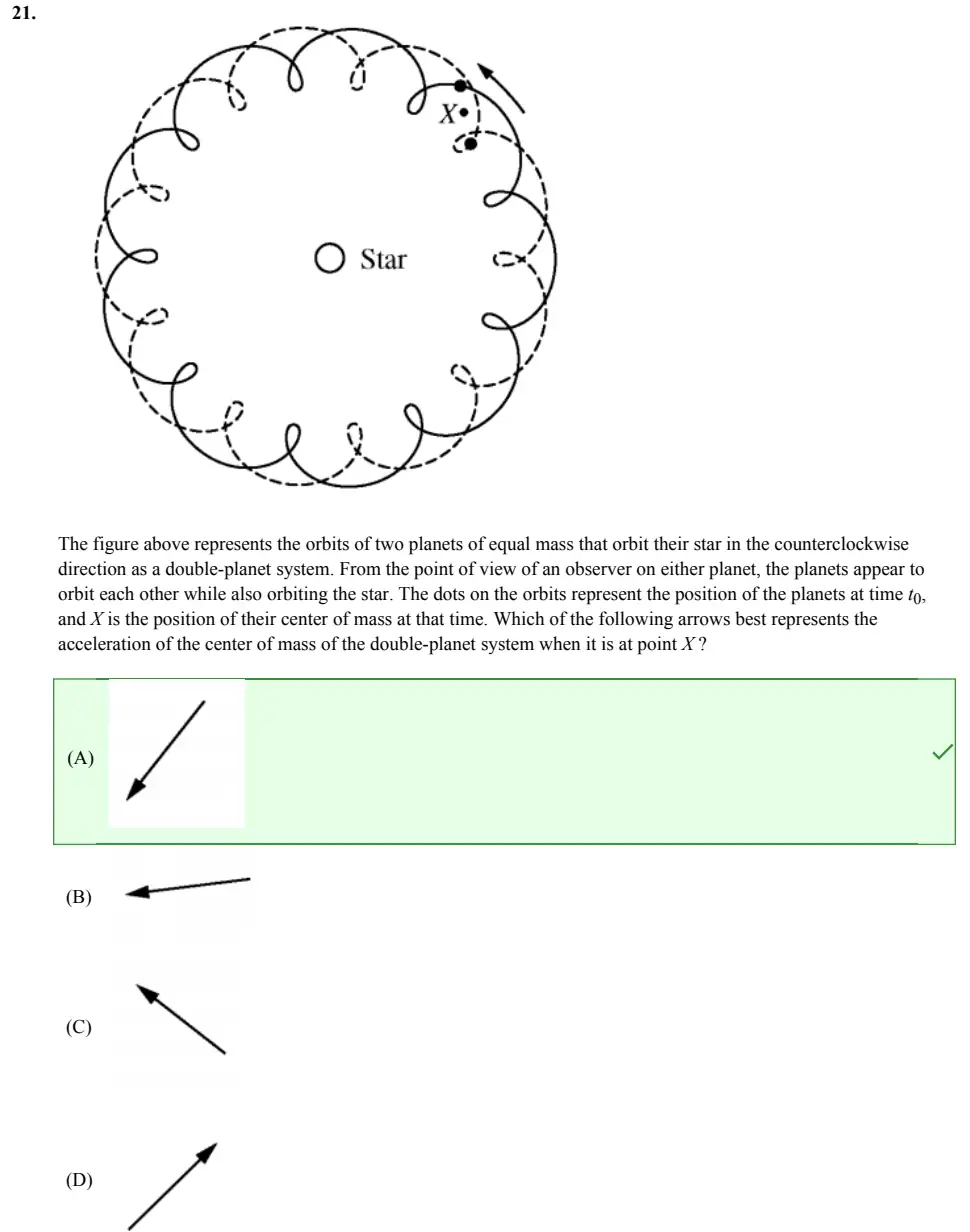 21.
X
Star
The figure above represents the orbits of two planets of equal mass that orbit their star in the counterclockwise
direction as a double-planet system. From the point of view of an observer on either planet, the planets appear to
orbit each other while also orbiting the star. The dots on the orbits represent the position of the planets at time t0,
and X is the position of their center of mass at that time. Which of the following arrows best represents the
acceleration of the center of mass of the double-planet system when it is at point X ?
(A)
(B)
(C)
(D)